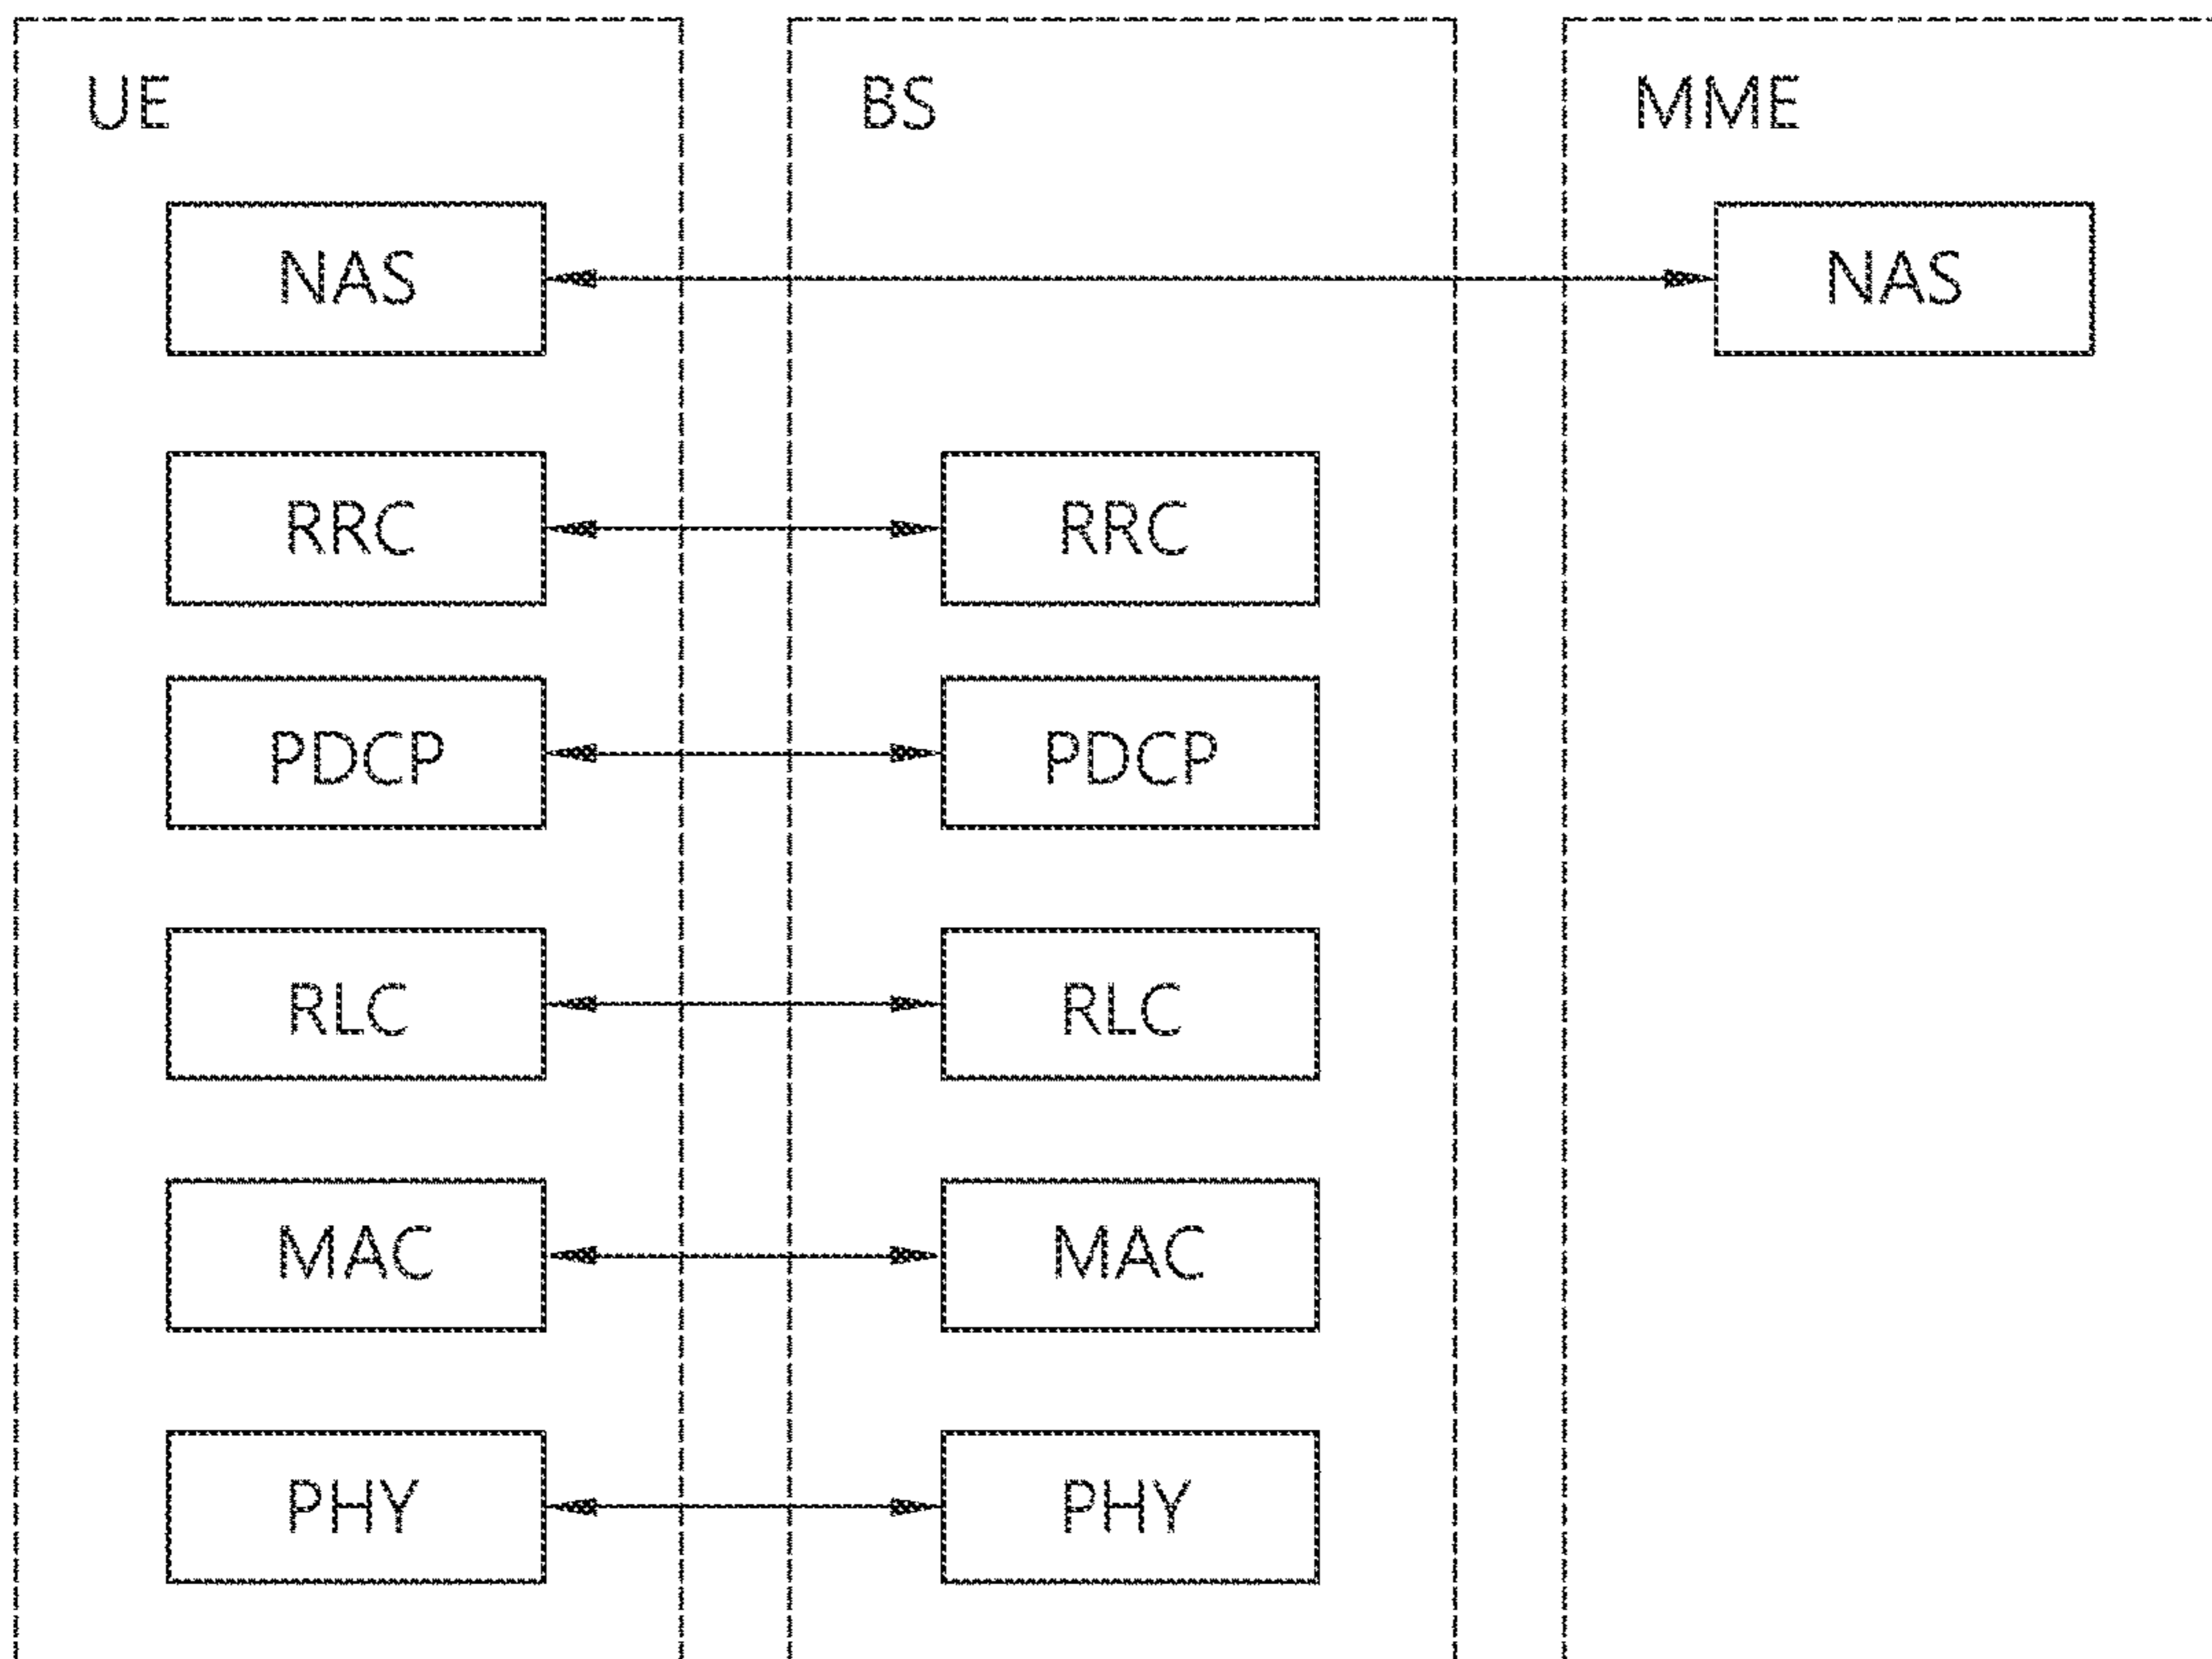 UE BS MME
NAS NAS
RRC RRC
PDCP PDCP
RLC RLC
MAC MAC
PHY PHY